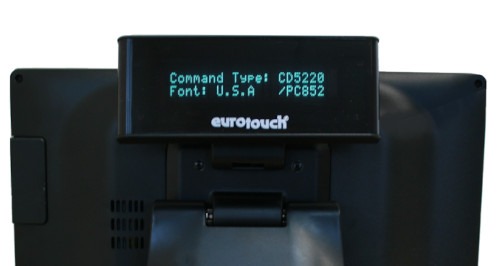 Command Type: CD5220
Font: U.S.A /PC852
eurotouch